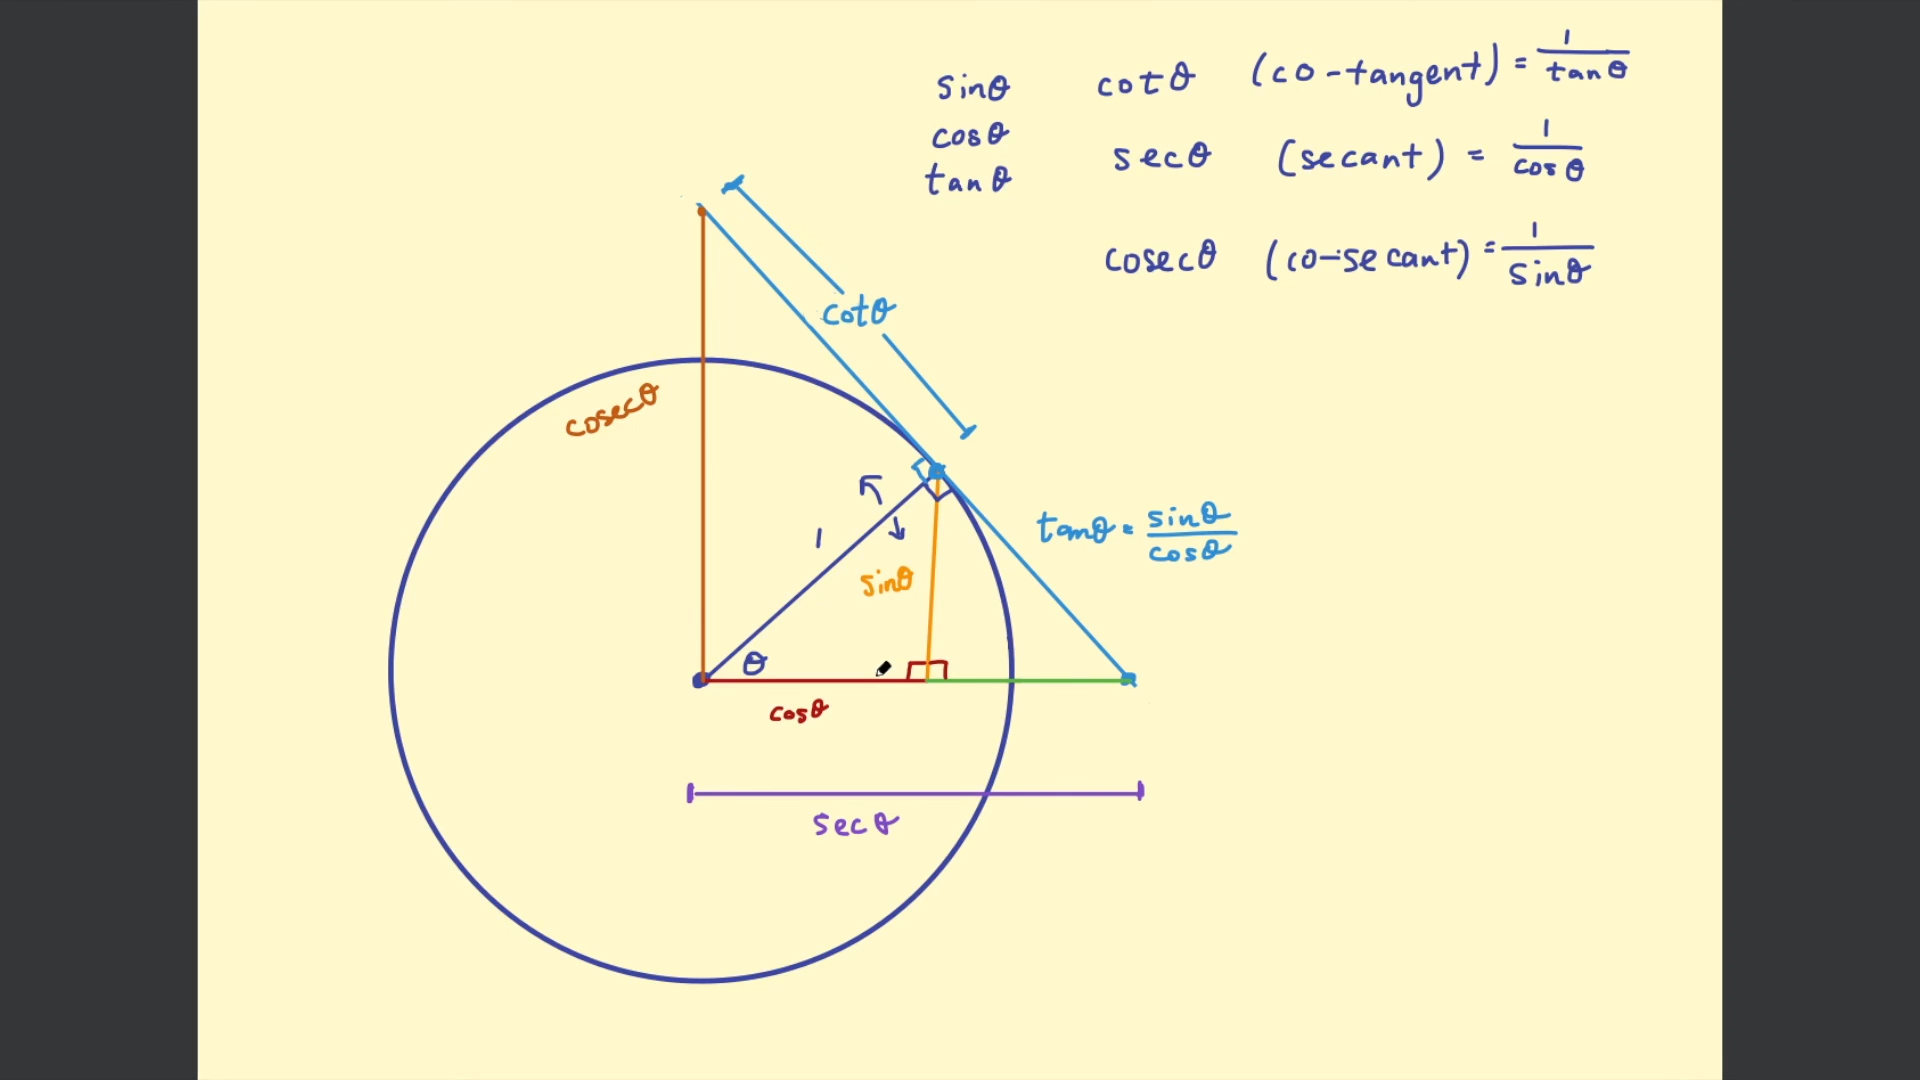 sinθ
cosθ
tanθ
cotθ (co-tangent) = 1/tanθ
secθ (secant) = 1/cosθ
cosecθ (co-secant) = 1/sinθ
cotθ
cosecθ
1
tanθ = sinθ/cosθ
sinθ
θ
cosθ
secθ